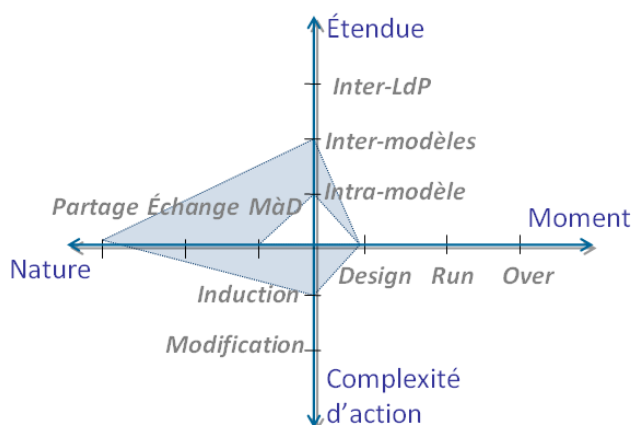 Étendue
Inter-LdP
Inter-modèles
Partage Échange MàD Intra-modèle
Moment
Nature
Design Run Over
Induction
Modification
Complexité
d'action